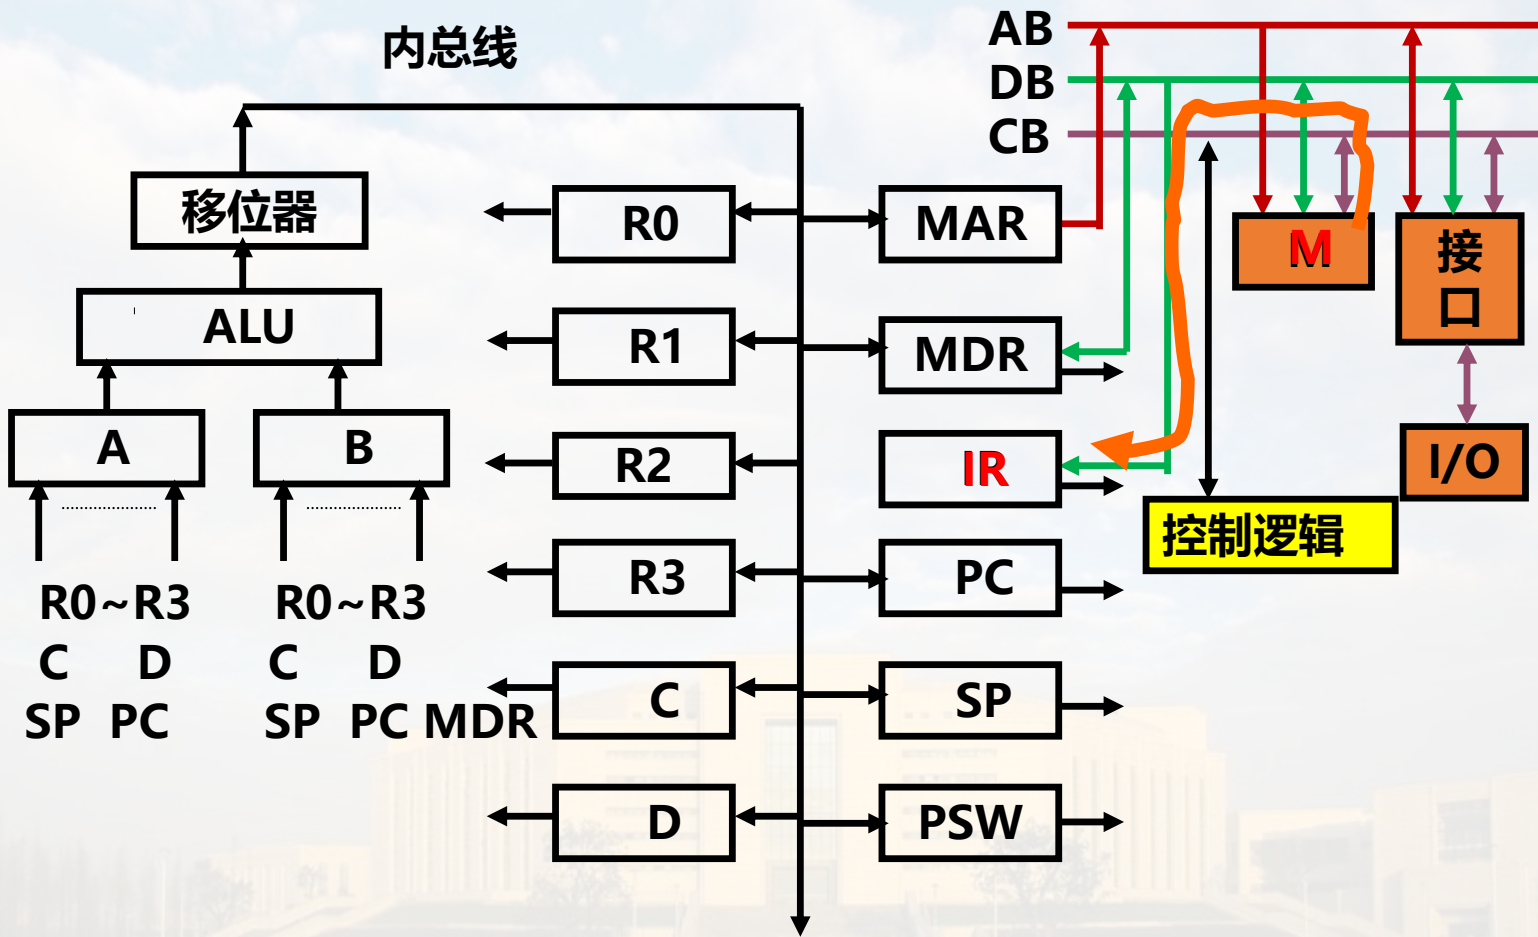 内总线
AB
DB
CB
移位器
R0
MAR
M
接
口
ALU
R1
MDR
A
B
R2
IR
I/O
控制逻辑
R3
PC
R0~R3
R0~R3
C D
C D
SP PC
SP PC MDR
C
SP
D
PSW